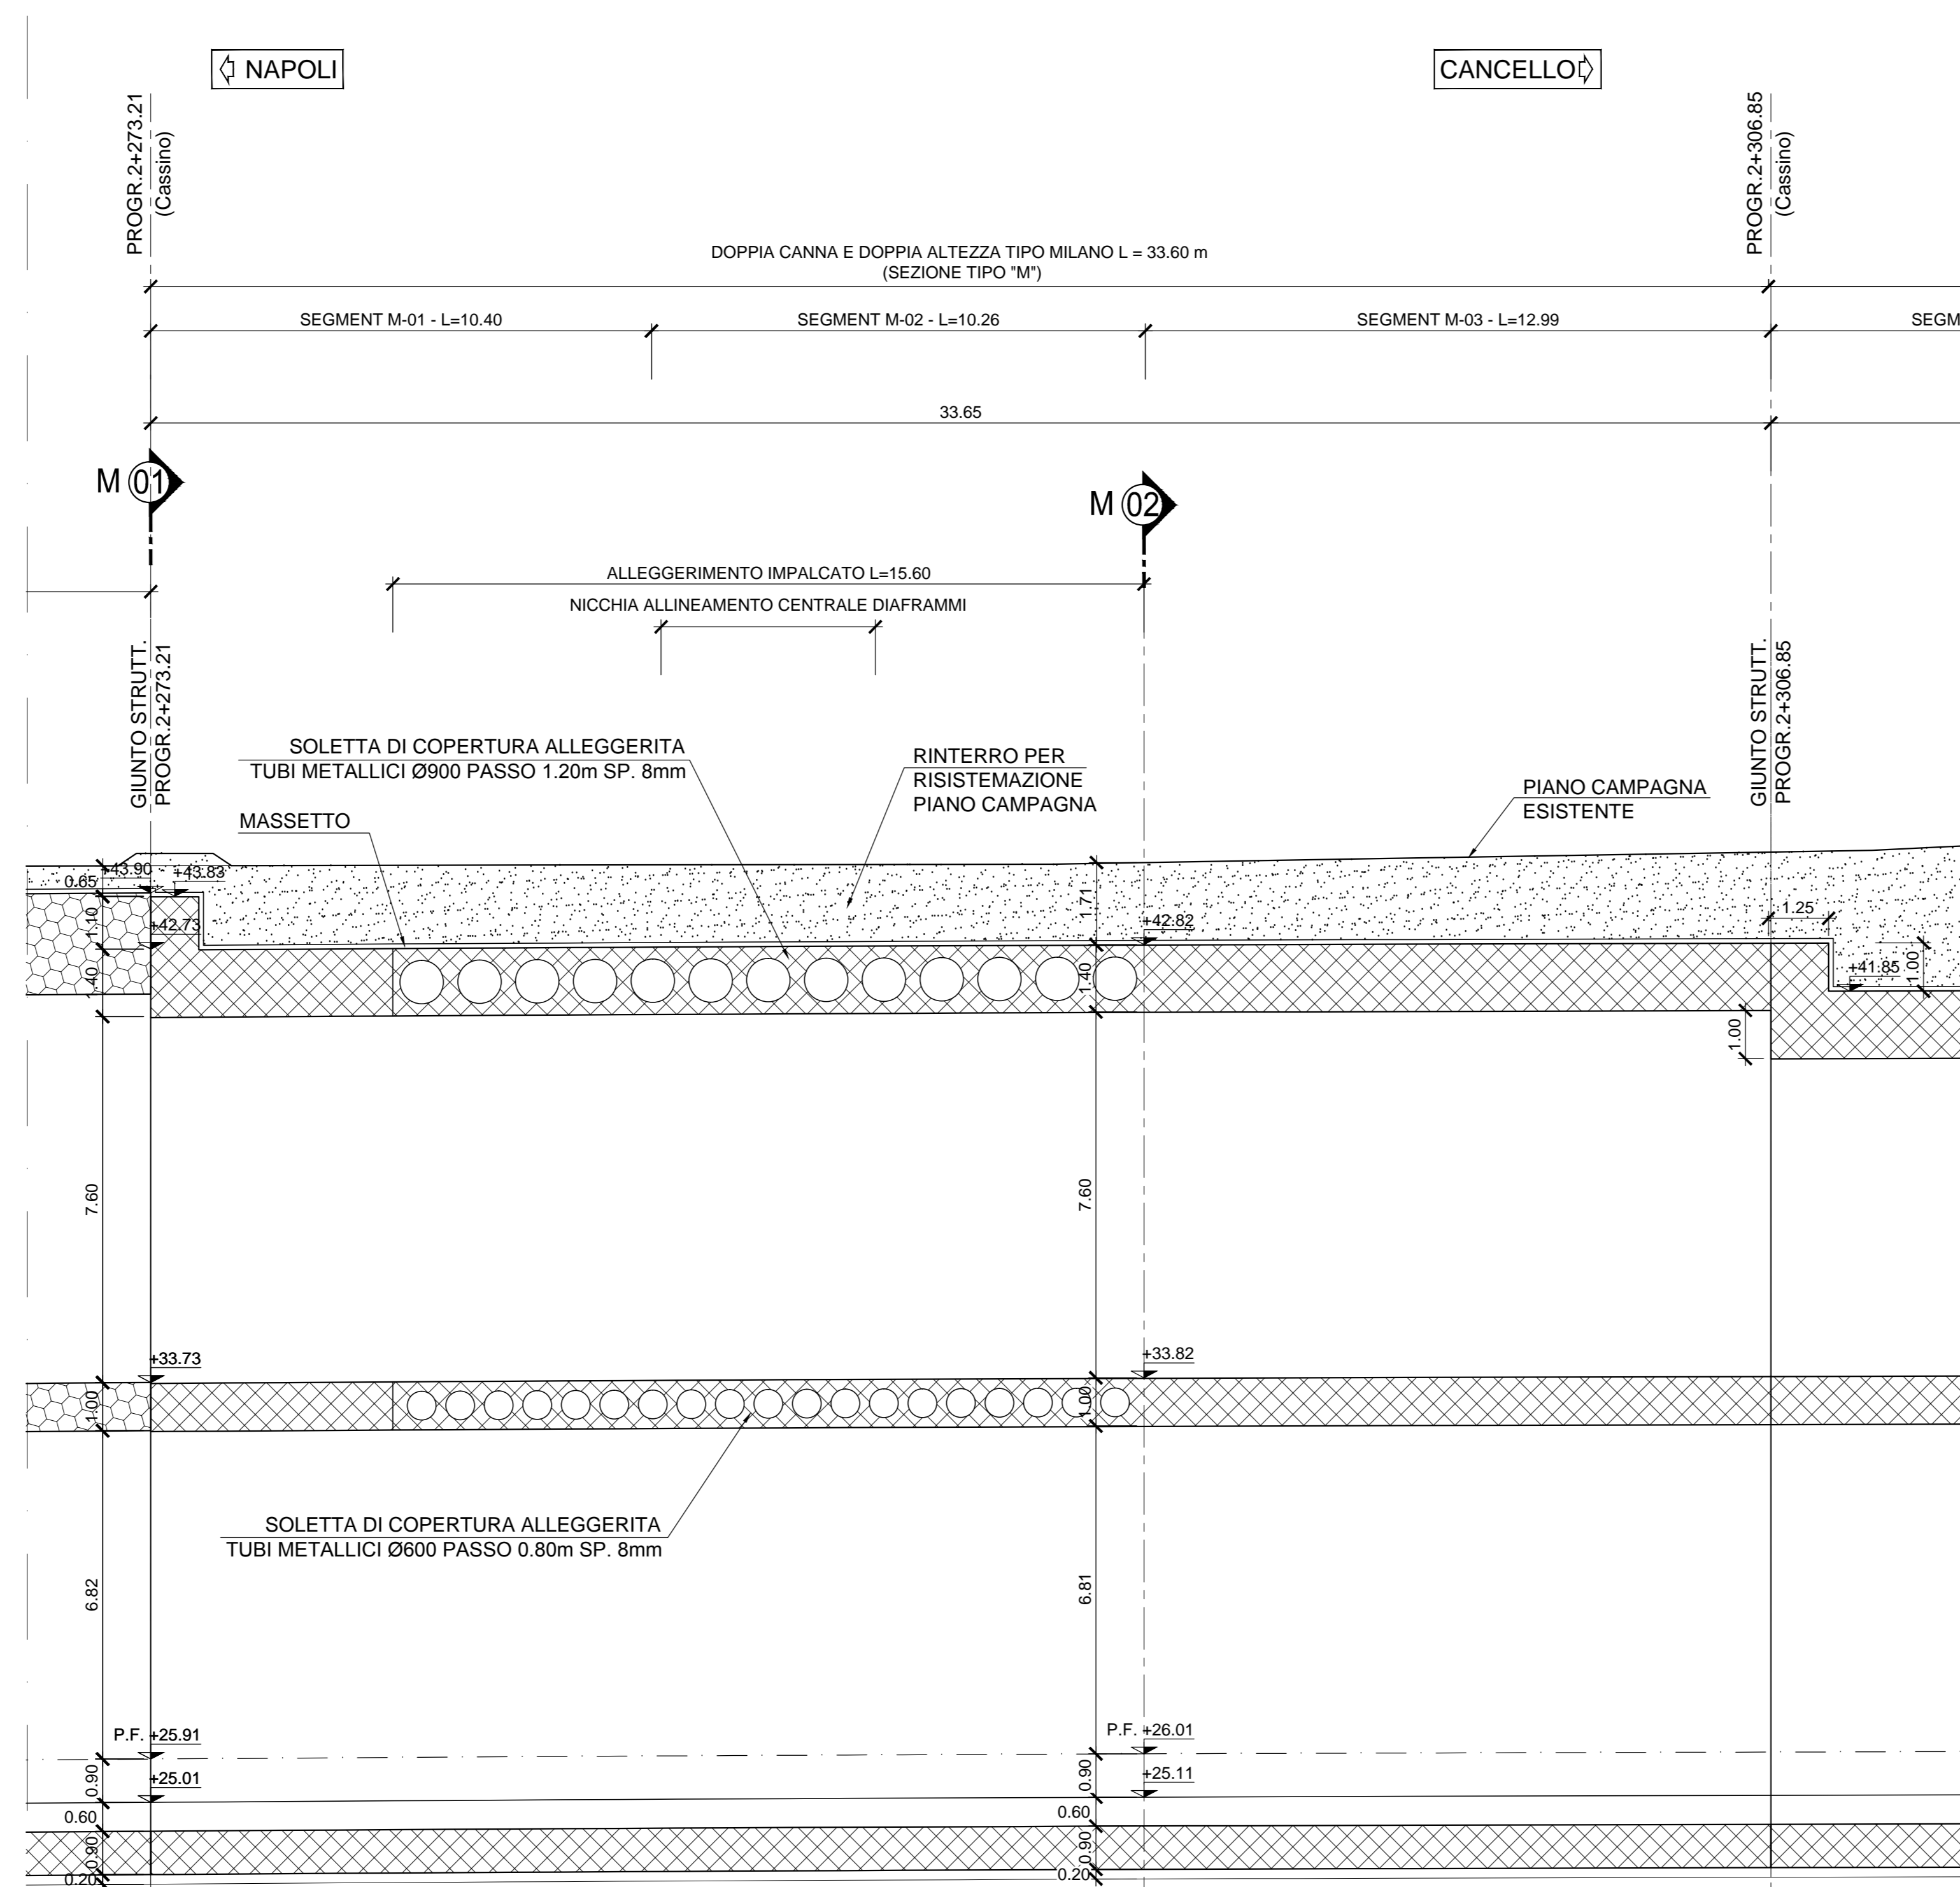 NAPOLI
CANCELLO
PROGR.2+273.21
(Cassino)
PROGR.2+306.85
(Cassino)
DOPPIA CANNA E DOPPIA ALTEZZA TIPO MILANO L = 33.60 m
(SEZIONE TIPO "M")
SEGMENT M-01 - L=10.40
SEGMENT M-02 - L=10.26
SEGMENT M-03 - L=12.99
SEGM
33.65
M 01
M 02
ALLEGGERIMENTO IMPALCATO L=15.60
NICCHIA ALLINEAMENTO CENTRALE DIAFRAMMI
GIUNTO STRUTT.
PROGR.2+273.21
GIUNTO STRUTT.
PROGR.2+306.85
SOLETTA DI COPERTURA ALLEGGERITA
TUBI METALLICI Ø900 PASSO 1.20m SP. 8mm
RINTERRO PER
RISISTEMAZIONE
PIANO CAMPAGNA
PIANO CAMPAGNA
ESISTENTE
MASSETTO
+43.90
+43.83
0.65
1.10
+42.73
1.40
1.71
+42.82
1.40
1.25
+41.85
1.00
1.00
7.60
7.60
+33.73
+33.82
1.00
1.00
SOLETTA DI COPERTURA ALLEGGERITA
TUBI METALLICI Ø600 PASSO 0.80m SP. 8mm
6.82
6.81
P.F. +25.91
P.F. +26.01
0.90
+25.01
0.90
+25.11
0.60
0.60
0.90
0.90
0.20
0.20